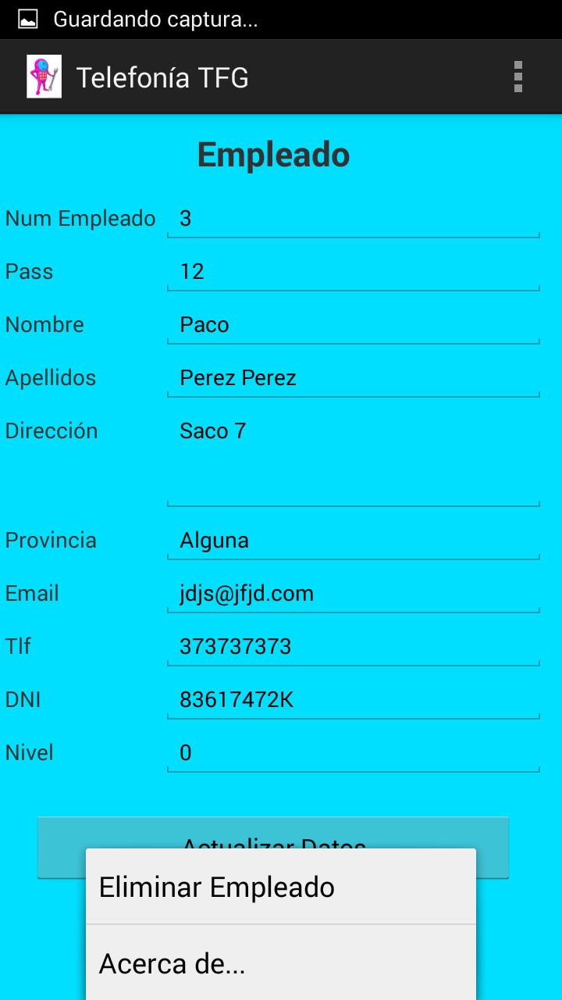 Guardando captura...
Telefonía TFG
Empleado
Num Empleado 3
Pass 12
Nombre Paco
Apellidos Perez Perez
Dirección Saco 7
Provincia Alguna
Email jdjs@jfjd.com
Tlf 373737373
DNI 83617472K
Nivel 0
Actualizar Datos
Eliminar Empleado
Acerca de...